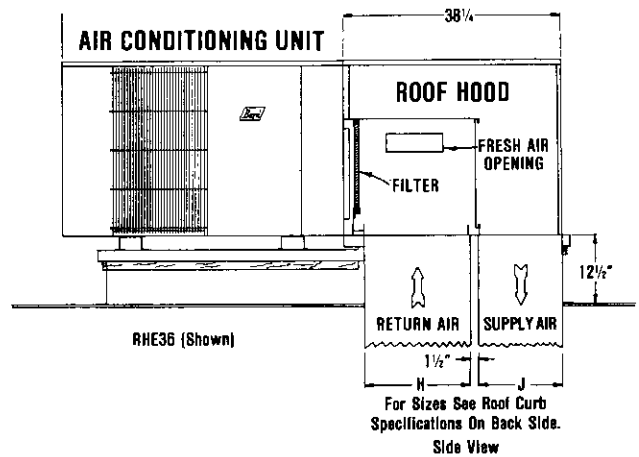 38¼
AIR CONDITIONING UNIT
ROOF HOOD
Bard
FRESH AIR
OPENING
FILTER
12½"
RETURN AIR
SUPPLY AIR
RHE36 (Shown)
1½"
H
J
For Sizes See Roof Curb
Specifications On Back Side.
Side View